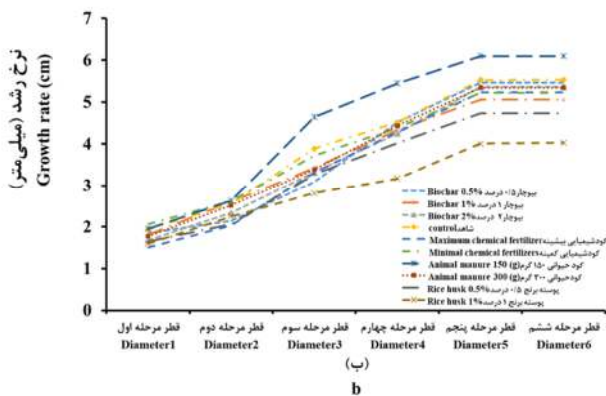 نرخ رشد (میلی‌متر)
Growth rate (cm)
b
7
6
5
4
3
2
1
0
Biochar 0.5% بیوچار۰/۵ درصد
Biochar 1% بیوچار ۱ درصد
Biochar 2% بیوچار ۲ درصد
control شاهد
Maximum chemical fertilizer کودشیمیایی بیشینه
Minimal chemical fertilizers کودشیمیایی کمینه
Animal manure 150 (g) کود حیوانی ۱۵۰ گرم
Animal manure 300 (g) کودحیوانی ۳۰۰ گرم
Rice husk 0.5% پوسته برنج ۰/۵ درصد
Rice husk 1% پوسته برنج ۱ درصد
قطر مرحله اول قطر مرحله دوم قطر مرحله سوم قطر مرحله چهارم قطر مرحله پنجم قطر مرحله ششم
Diameter1 Diameter2 Diameter3 Diameter4 Diameter5 Diameter6
(ب)
b